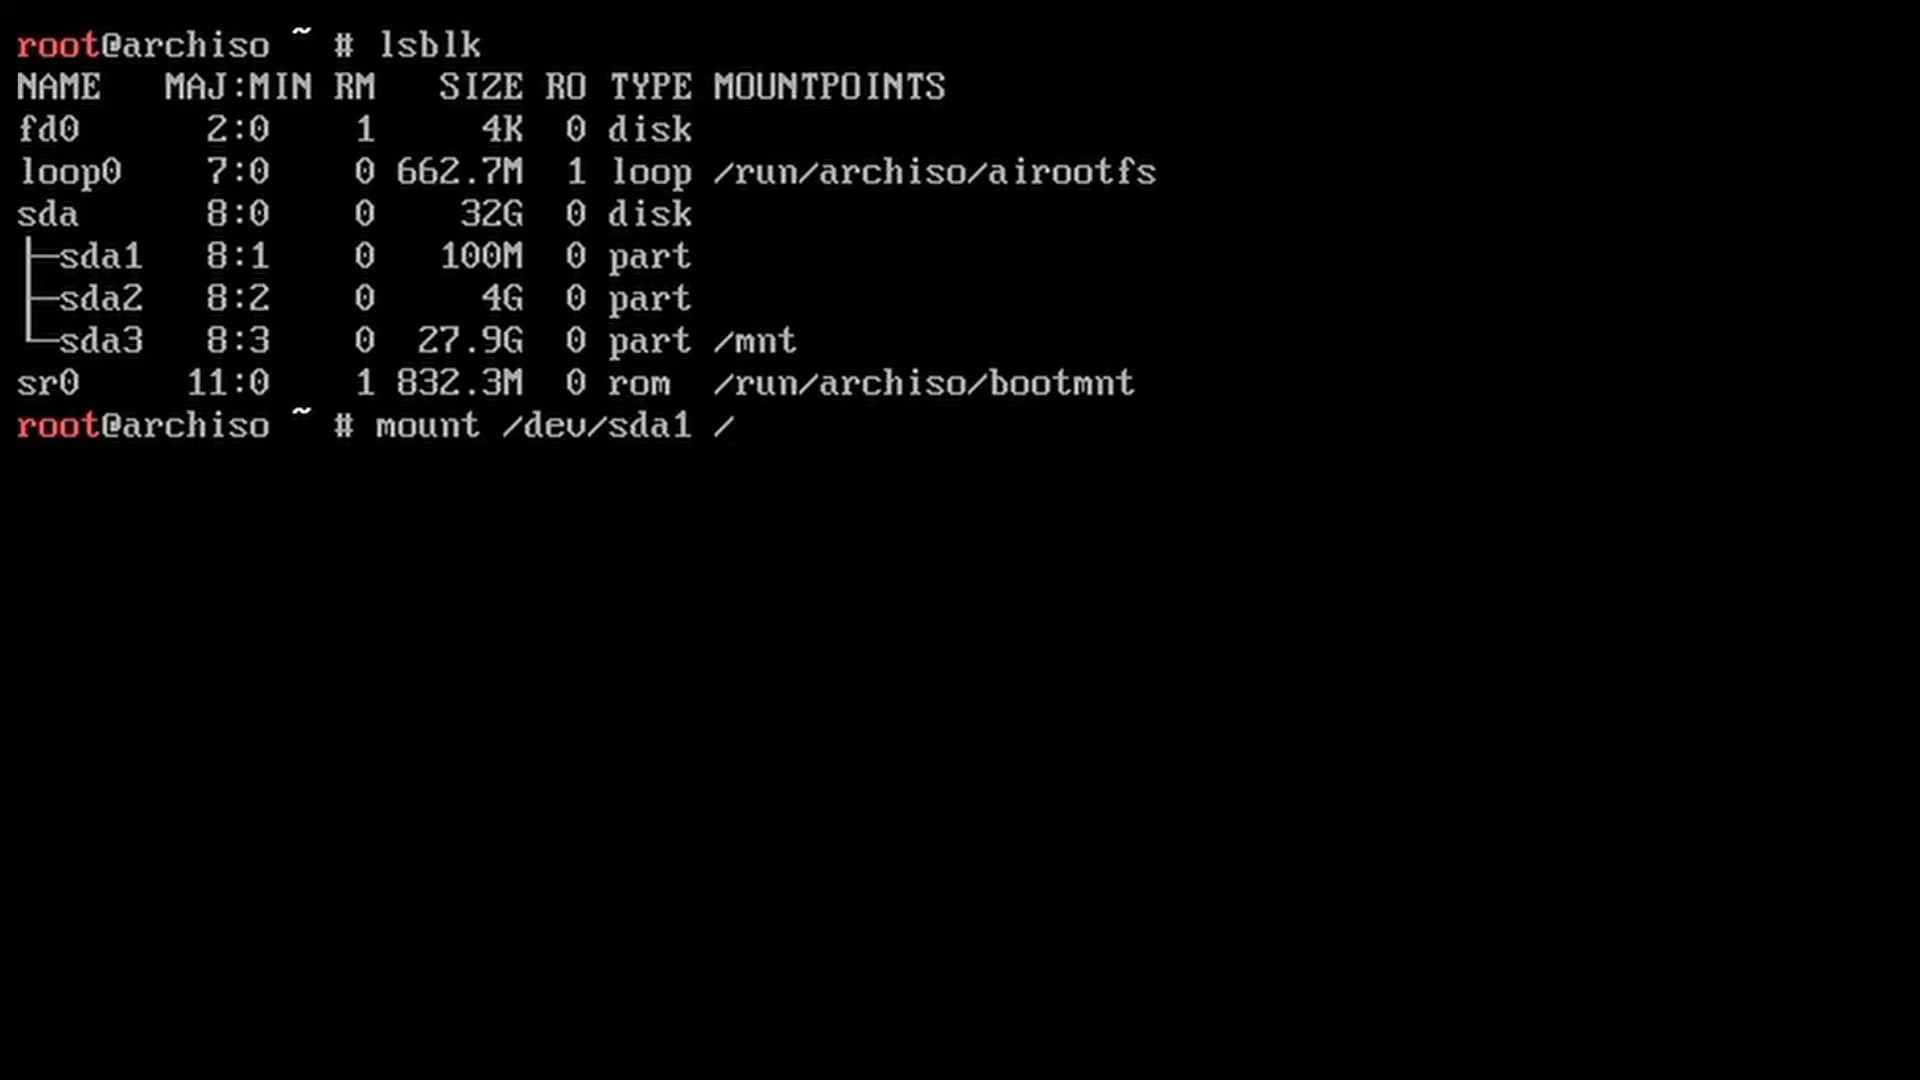 root@archiso ~ # lsblk
NAME   MAJ:MIN RM   SIZE RO TYPE MOUNTPOINTS
fd0      2:0    1     4K  0 disk
loop0    7:0    0 662.7M  1 loop /run/archiso/airootfs
sda      8:0    0    32G  0 disk
├─sda1   8:1    0   100M  0 part
├─sda2   8:2    0     4G  0 part
└─sda3   8:3    0  27.9G  0 part /mnt
sr0     11:0    1 832.3M  0 rom  /run/archiso/bootmnt
root@archiso ~ # mount /dev/sda1 /